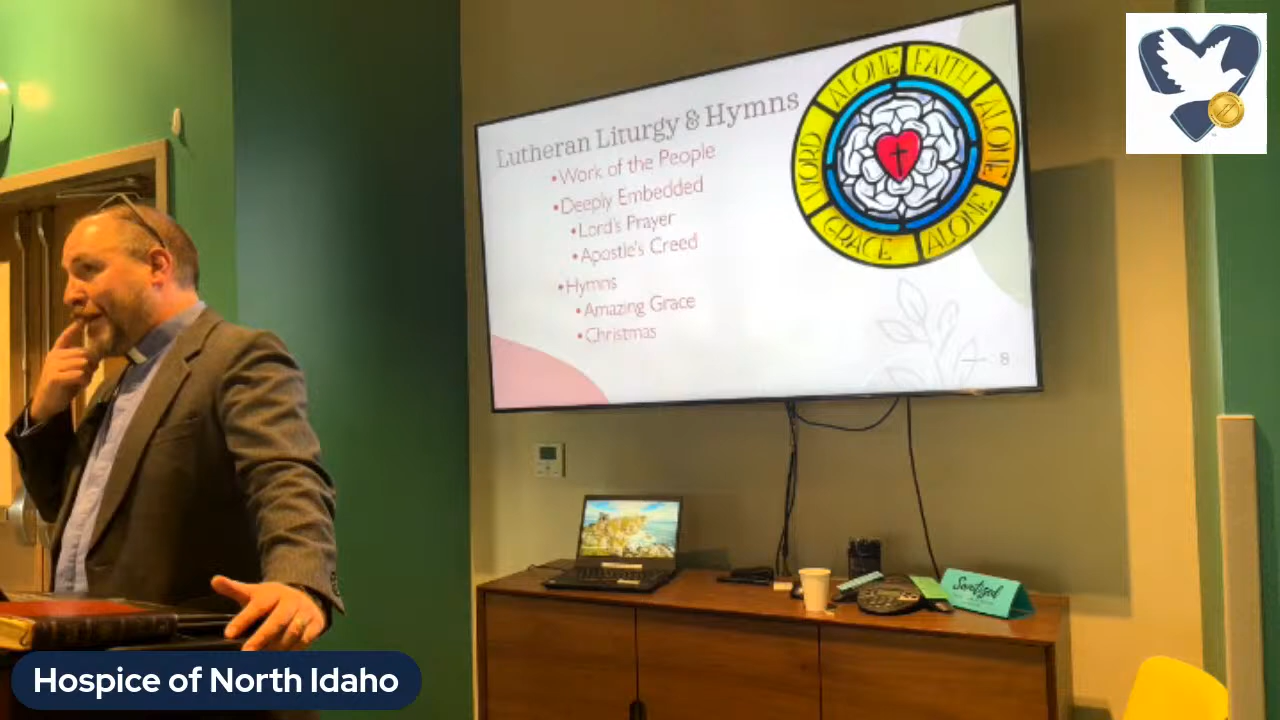 Lutheran Liturgy & Hymns
•Work of the People
•Deeply Embedded
•Lord's Prayer
•Apostle's Creed
•Hymns
•Amazing Grace
•Christmas
8
WORD
ALONE
FAITH
ALONE
GRACE
ALONE
Sanitized
Hospice of North Idaho